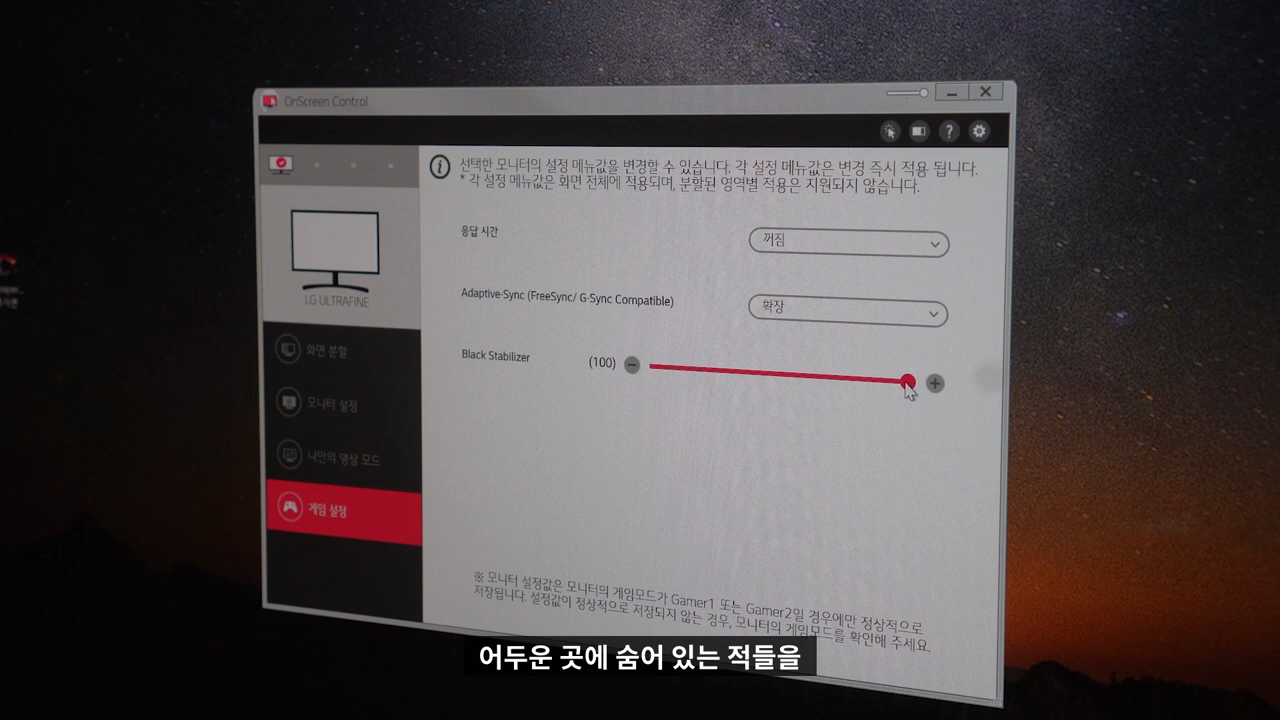 OnScreen Control
?
선택한 모니터의 설정 메뉴값을 변경할 수 있습니다. 각 설정 메뉴값은 변경 즉시 적용 됩니다.
* 각 설정 메뉴값은 화면 전체에 적용되며, 분할된 영역별 적용은 지원되지 않습니다.
LG ULTRAFINE
화면 분할
모니터 설정
나만의 영상 모드
게임 설정
응답 시간
꺼짐
Adaptive-Sync (FreeSync/ G-Sync Compatible)
확장
Black Stabilizer
(100)
※ 모니터 설정값은 모니터의 게임모드가 Gamer1 또는 Gamer2일 경우에만 정상적으로
저장됩니다. 설정값이 정상적으로 저장되지 않는 경우, 모니터의 게임모드를 확인해 주세요.
어두운 곳에 숨어 있는 적들을